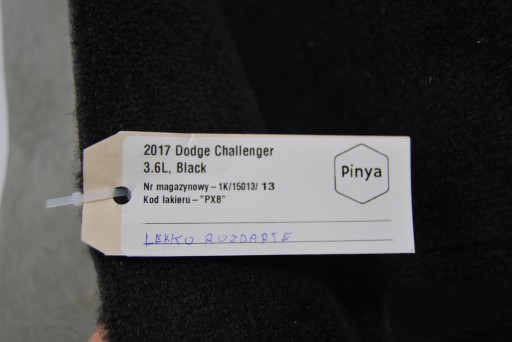 2017 Dodge Challenger
3.6L, Black
Pinya
Nr magazynowy – 1K/15013/ 13
Kod lakieru – "PX8"
LEKKO ROZDARTE